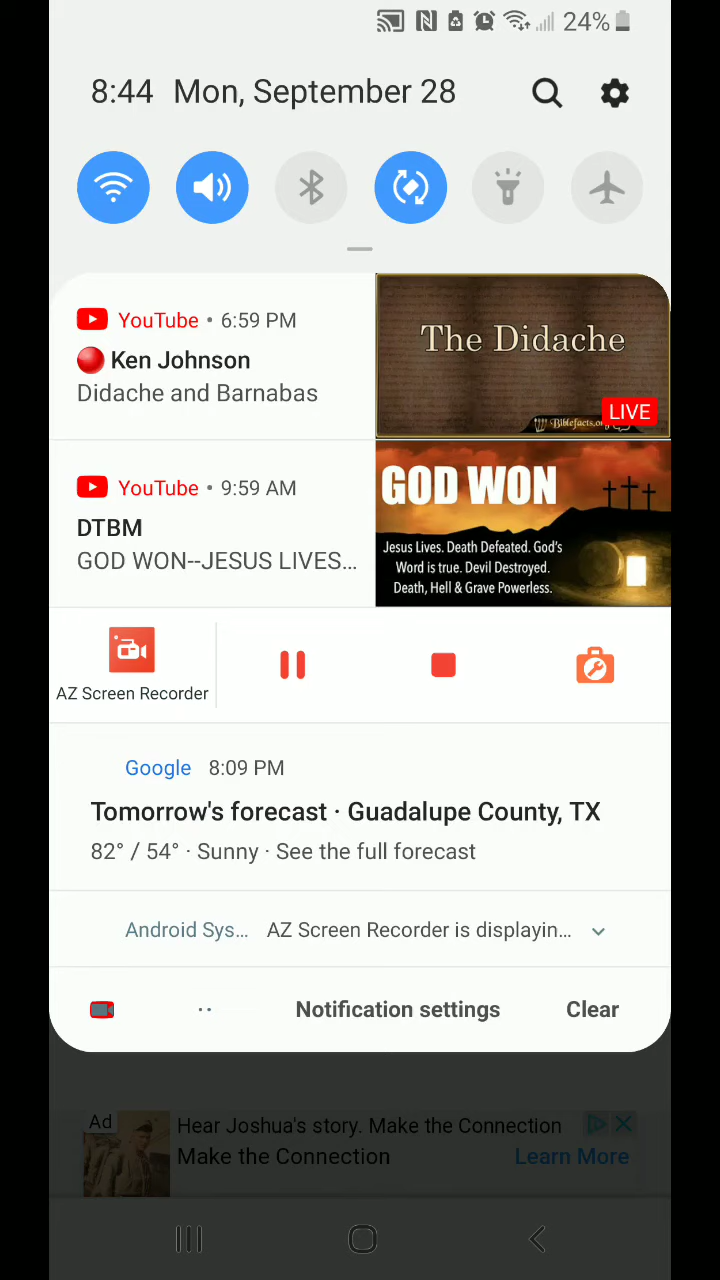 24%
8:44 Mon, September 28
YouTube • 6:59 PM
Ken Johnson
Didache and Barnabas
The Didache
LIVE
YouTube • 9:59 AM
DTBM
GOD WON--JESUS LIVES...
GOD WON
Jesus Lives. Death Defeated. God's
Word is true. Devil Destroyed.
Death, Hell & Grave Powerless.
AZ Screen Recorder
Google 8:09 PM
Tomorrow's forecast · Guadalupe County, TX
82° / 54° · Sunny · See the full forecast
Android Sys... AZ Screen Recorder is displayin...
Notification settings Clear
Ad
Hear Joshua's story. Make the Connection
Make the Connection Learn More